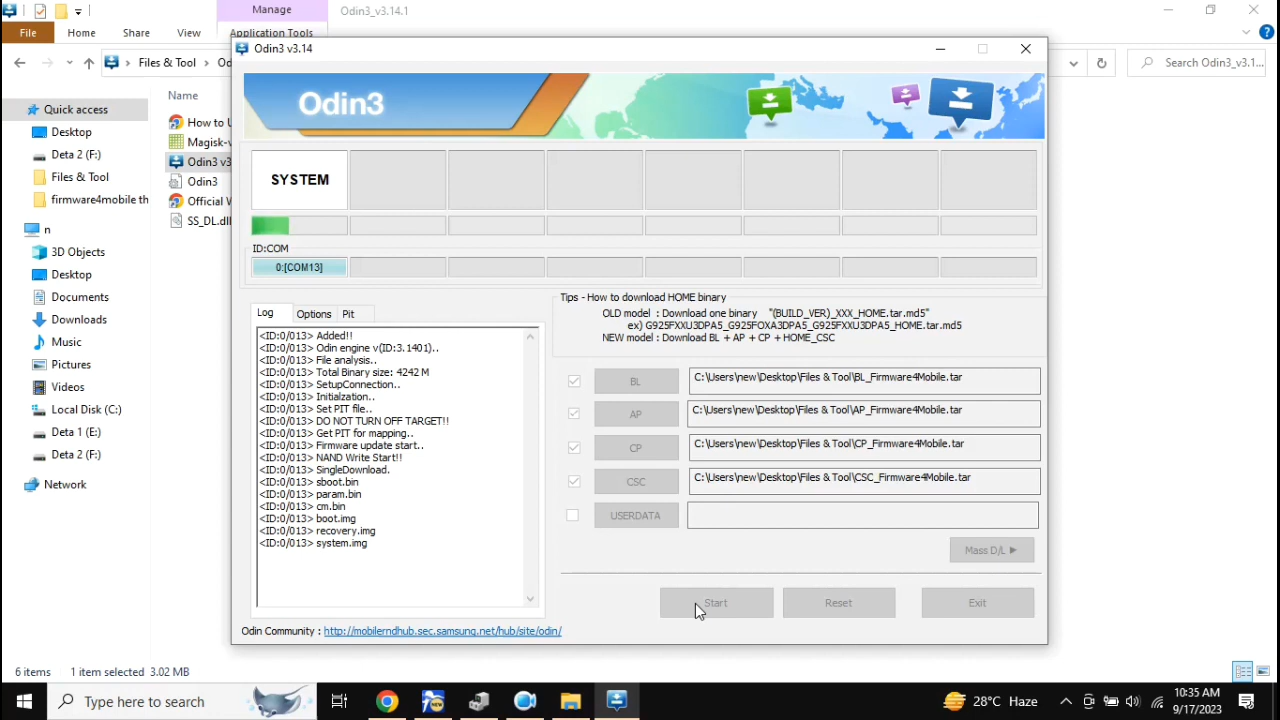 Manage
Odin3_v3.14.1
File
Home
Share
View
Application Tools
Files & Tool
Search Odin3_v3.1...
Odin3 v3.14
Quick access
Desktop
Deta 2 (F:)
Files & Tool
firmware4mobile th
n
3D Objects
Desktop
Documents
Downloads
Music
Pictures
Videos
Local Disk (C:)
Deta 1 (E:)
Deta 2 (F:)
Network
Name
How to U
Magisk-v
Odin3 v3
Odin3
Official W
SS_DL.dll
Odin3
SYSTEM
ID:COM
0:[COM13]
Log
Options
Pit
<ID:0/013> Added!!
<ID:0/013> Odin engine v(ID:3.1401)..
<ID:0/013> File analysis..
<ID:0/013> Total Binary size: 4242 M
<ID:0/013> SetupConnection..
<ID:0/013> Initialzation..
<ID:0/013> Set PIT file..
<ID:0/013> DO NOT TURN OFF TARGET!!
<ID:0/013> Get PIT for mapping..
<ID:0/013> Firmware update start..
<ID:0/013> NAND Write Start!!
<ID:0/013> SingleDownload.
<ID:0/013> sboot.bin
<ID:0/013> param.bin
<ID:0/013> cm.bin
<ID:0/013> boot.img
<ID:0/013> recovery.img
<ID:0/013> system.img
Tips - How to download HOME binary
OLD model : Download one binary "(BUILD_VER)_XXX_HOME.tar.md5"
ex) G925FXXU3DPA5_G925FOXA3DPA5_G925FXXU3DPA5_HOME.tar.md5
NEW model : Download BL + AP + CP + HOME_CSC
BL
C:\Users\new\Desktop\Files & Tool\BL_Firmware4Mobile.tar
AP
C:\Users\new\Desktop\Files & Tool\AP_Firmware4Mobile.tar
CP
C:\Users\new\Desktop\Files & Tool\CP_Firmware4Mobile.tar
CSC
C:\Users\new\Desktop\Files & Tool\CSC_Firmware4Mobile.tar
USERDATA
Mass D/L
Start
Reset
Exit
Odin Community : http://mobilerndhub.sec.samsung.net/hub/site/odin/
6 items
1 item selected 3.02 MB
Type here to search
NEW
28°C Haze
10:35 AM
9/17/2023